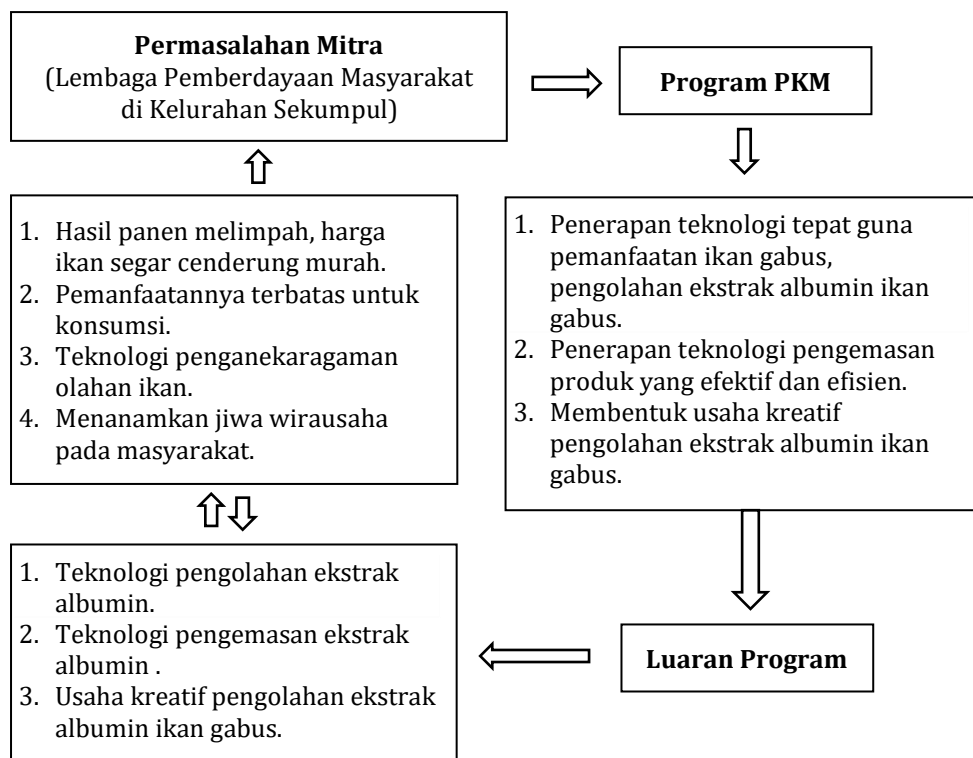 Permasalahan Mitra
(Lembaga Pemberdayaan Masyarakat
di Kelurahan Sekumpul)
Program PKM
1. Hasil panen melimpah, harga
ikan segar cenderung murah.
2. Pemanfaatannya terbatas untuk
konsumsi.
3. Teknologi penganekaragaman
olahan ikan.
4. Menanamkan jiwa wirausaha
pada masyarakat.
1. Penerapan teknologi tepat guna
pemanfaatan ikan gabus,
pengolahan ekstrak albumin ikan
gabus.
2. Penerapan teknologi pengemasan
produk yang efektif dan efisien.
3. Membentuk usaha kreatif
pengolahan ekstrak albumin ikan
gabus.
1. Teknologi pengolahan ekstrak
albumin.
2. Teknologi pengemasan ekstrak
albumin .
3. Usaha kreatif pengolahan ekstrak
albumin ikan gabus.
Luaran Program